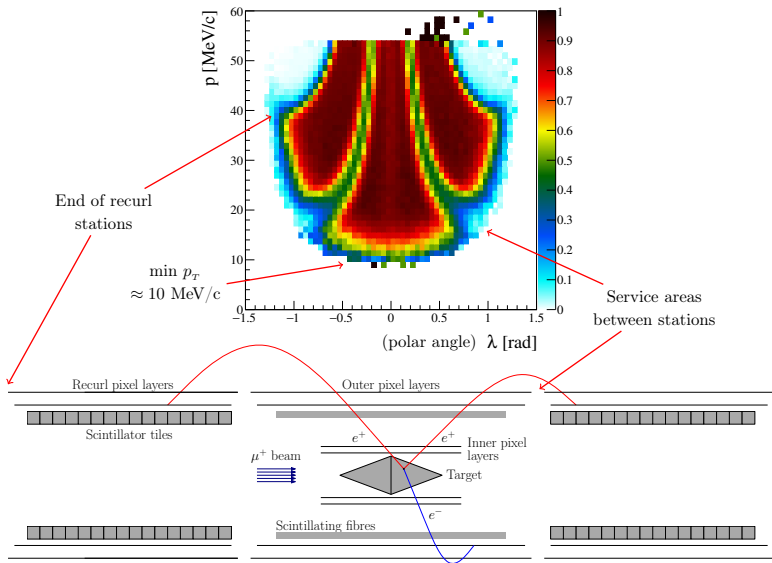 p [MeV/c]
60
50
40
30
20
10
0
−1.5
−1
−0.5
0
0.5
1
1.5
(polar angle) λ [rad]
1
0.9
0.8
0.7
0.6
0.5
0.4
0.3
0.2
0.1
0
End of recurl
stations
min p_T
≈ 10 MeV/c
Service areas
between stations
Recurl pixel layers
Outer pixel layers
Scintillator tiles
e⁺
e⁺
Inner pixel
layers
μ⁺ beam
Target
e⁻
Scintillating fibres